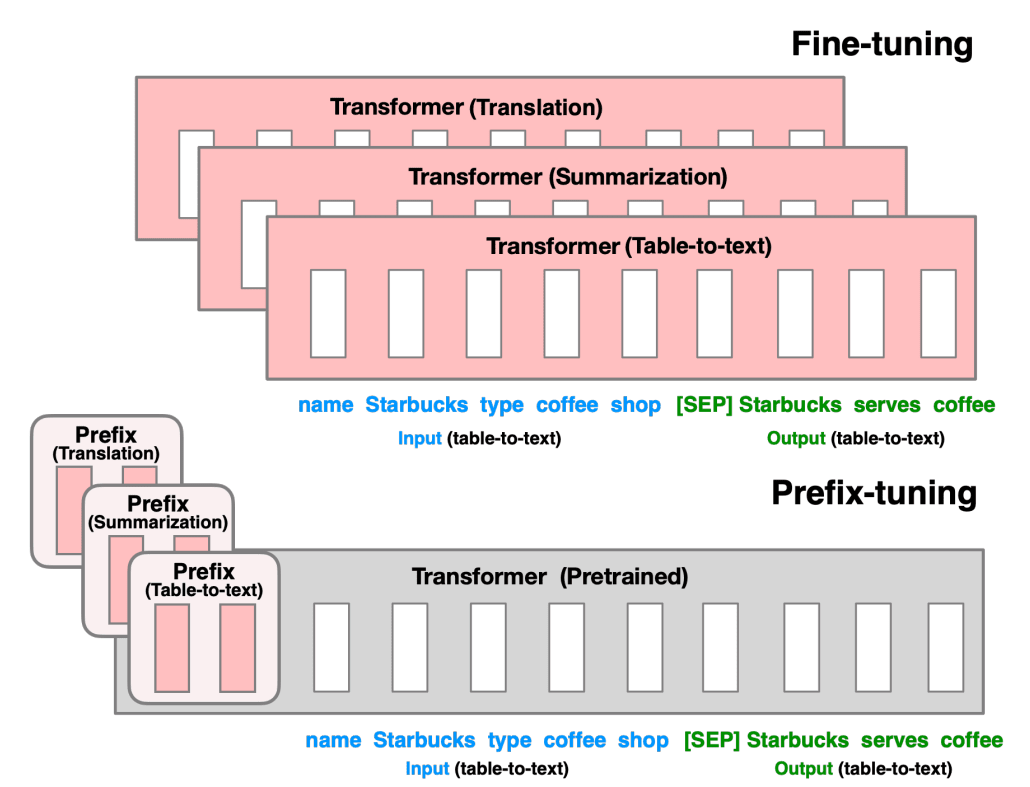 Fine-tuning
Transformer (Translation)
Transformer (Summarization)
Transformer (Table-to-text)
name Starbucks type coffee shop [SEP] Starbucks serves coffee
Input (table-to-text) Output (table-to-text)
Prefix
(Translation)
Prefix-tuning
Prefix
(Summarization)
Prefix
(Table-to-text)
Transformer (Pretrained)
name Starbucks type coffee shop [SEP] Starbucks serves coffee
Input (table-to-text) Output (table-to-text)